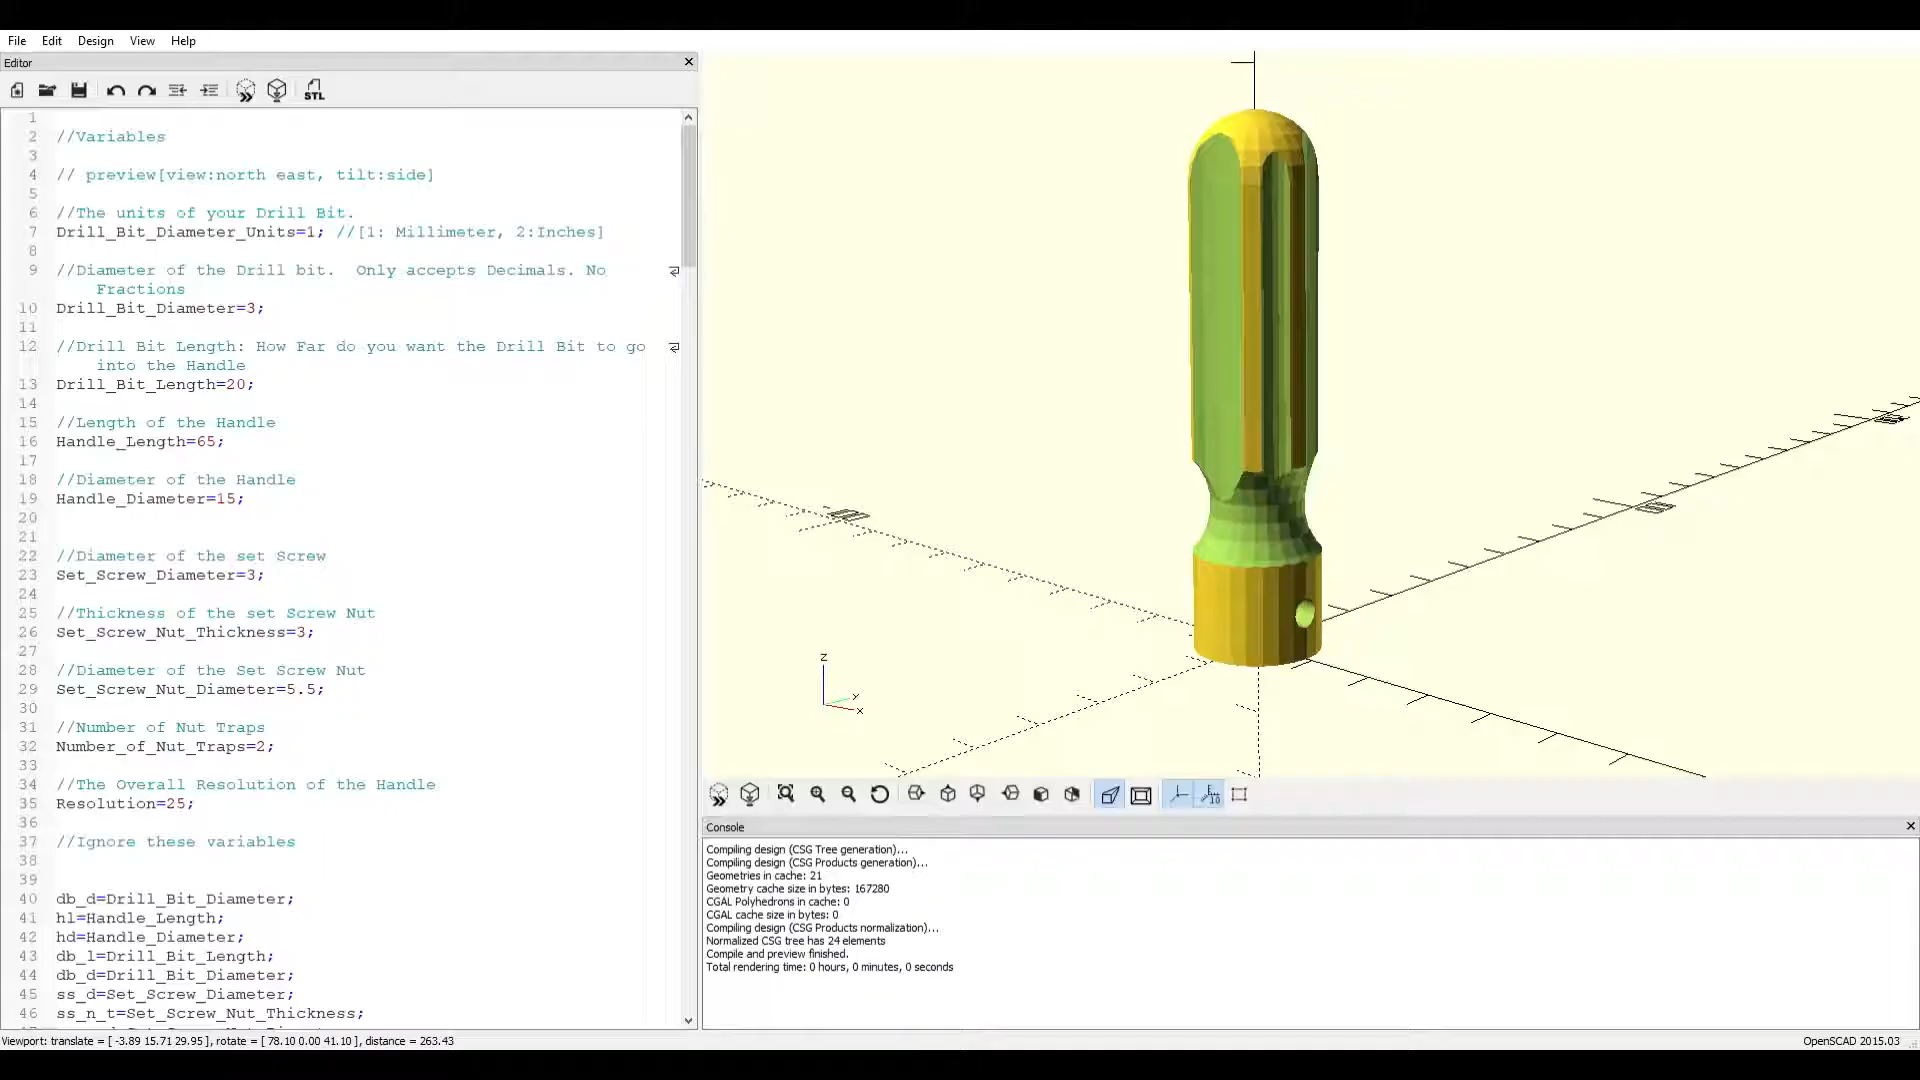 File Edit Design View Help
Editor
STL
1
2 //Variables
3
4 // preview[view:north east, tilt:side]
5
6 //The units of your Drill Bit.
7 Drill_Bit_Diameter_Units=1; //[1: Millimeter, 2:Inches]
8
9 //Diameter of the Drill bit.  Only accepts Decimals. No
Fractions
10 Drill_Bit_Diameter=3;
11
12 //Drill Bit Length: How Far do you want the Drill Bit to go
into the Handle
13 Drill_Bit_Length=20;
14
15 //Length of the Handle
16 Handle_Length=65;
17
18 //Diameter of the Handle
19 Handle_Diameter=15;
20
21
22 //Diameter of the set Screw
23 Set_Screw_Diameter=3;
24
25 //Thickness of the set Screw Nut
26 Set_Screw_Nut_Thickness=3;
27
28 //Diameter of the Set Screw Nut
29 Set_Screw_Nut_Diameter=5.5;
30
31 //Number of Nut Traps
32 Number_of_Nut_Traps=2;
33
34 //The Overall Resolution of the Handle
35 Resolution=25;
36
37 //Ignore these variables
38
39
40 db_d=Drill_Bit_Diameter;
41 hl=Handle_Length;
42 hd=Handle_Diameter;
43 db_l=Drill_Bit_Length;
44 db_d=Drill_Bit_Diameter;
45 ss_d=Set_Screw_Diameter;
46 ss_n_t=Set_Screw_Nut_Thickness;
z
Y
X
10
Console
Compiling design (CSG Tree generation)...
Compiling design (CSG Products generation)...
Geometries in cache: 21
Geometry cache size in bytes: 167280
CGAL Polyhedrons in cache: 0
CGAL cache size in bytes: 0
Compiling design (CSG Products normalization)...
Normalized CSG tree has 24 elements
Compile and preview finished.
Total rendering time: 0 hours, 0 minutes, 0 seconds
Viewport: translate = [ -3.89 15.71 29.95 ], rotate = [ 78.10 0.00 41.10 ], distance = 263.43
OpenSCAD 2015.03